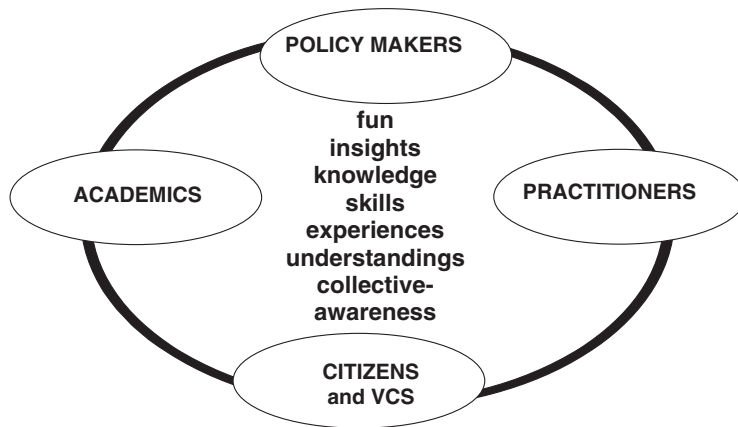 POLICY MAKERS
fun
insights
knowledge
skills
experiences
understandings
collective-
awareness
ACADEMICS
PRACTITIONERS
CITIZENS
and VCS